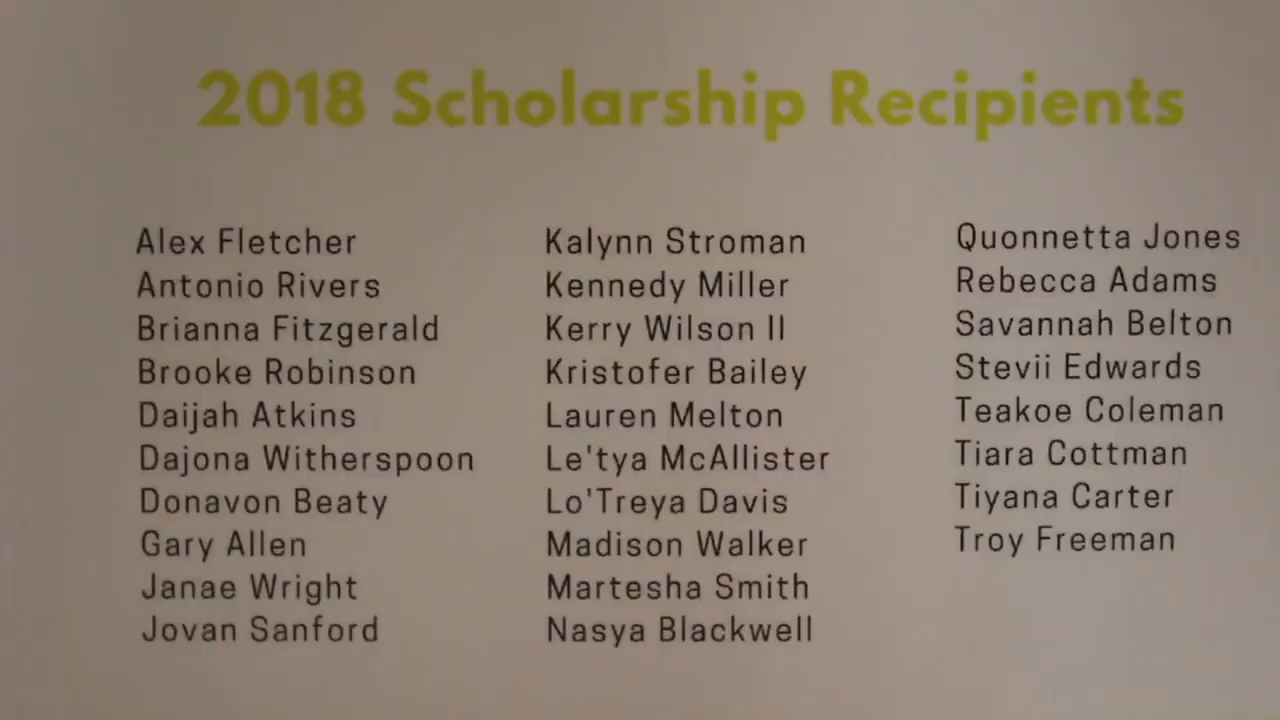 2018 Scholarship Recipients
Alex Fletcher
Antonio Rivers
Brianna Fitzgerald
Brooke Robinson
Daijah Atkins
Dajona Witherspoon
Donavon Beaty
Gary Allen
Janae Wright
Jovan Sanford
Kalynn Stroman
Kennedy Miller
Kerry Wilson II
Kristofer Bailey
Lauren Melton
Le'tya McAllister
Lo'Treya Davis
Madison Walker
Martesha Smith
Nasya Blackwell
Quonnetta Jones
Rebecca Adams
Savannah Belton
Stevii Edwards
Teakoe Coleman
Tiara Cottman
Tiyana Carter
Troy Freeman